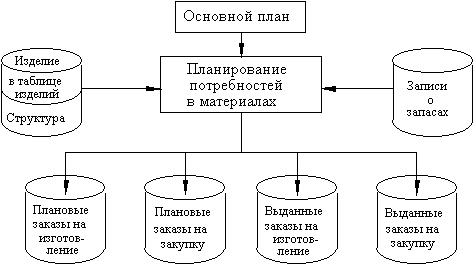 Основной план
Изделие
в таблице
изделий
Структура
Планирование
потребностей
в материалах
Записи
о
запасах
Плановые
заказы на
изготов-
ление
Плановые
заказы на
закупку
Выданные
заказы на
изготов-
ление
Выданные
заказы на
закупку